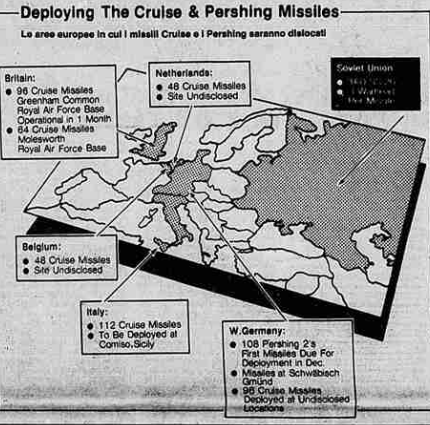 Deploying The Cruise & Pershing Missiles
Le aree europee in cui i missili Cruise e i Pershing saranno dislocati
Britain:
● 96 Cruise Missiles
Greenham Common
Royal Air Force Base
Operational in 1 Month
● 64 Cruise Missiles
Molesworth
Royal Air Force Base
Netherlands:
● 48 Cruise Missiles
● Site Undisclosed
Soviet Union
Belgium:
● 48 Cruise Missiles
● Site Undisclosed
Italy:
● 112 Cruise Missiles
● To Be Deployed at
Comiso, Sicily
W.Germany:
● 108 Pershing 2's
First Missiles Due For
Deployment in Dec.
● Missiles at Schwäbisch
Gmünd
● 96 Cruise Missiles
Deployed at Undisclosed
Locations